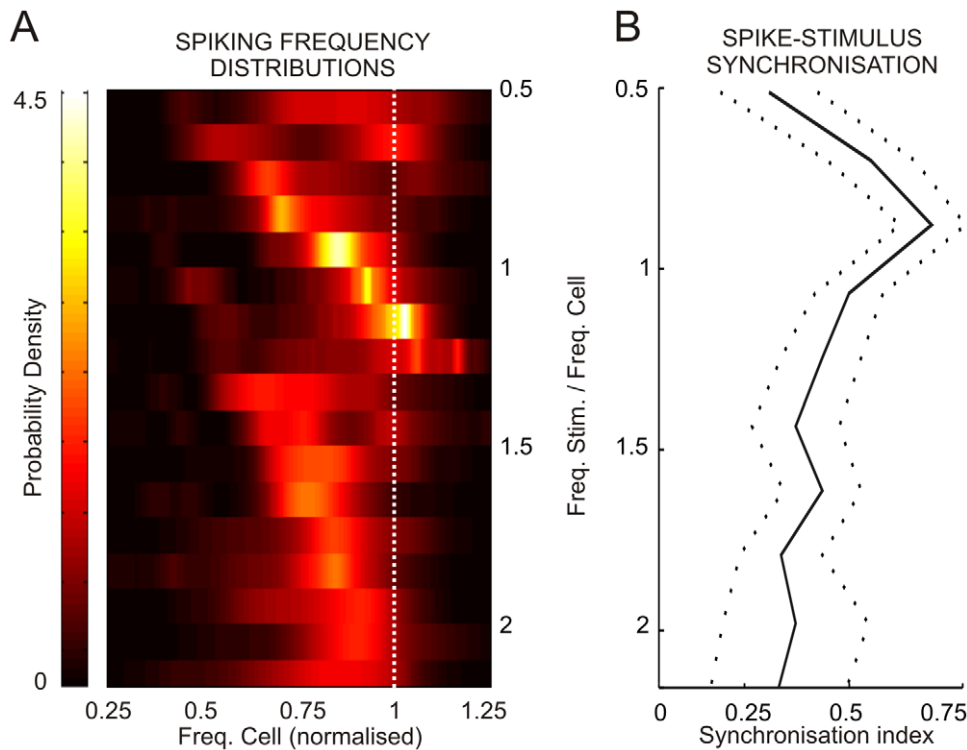 A
SPIKING FREQUENCY
DISTRIBUTIONS
4.5
Probability Density
0
0.5
1
1.5
2
0.25
0.5
0.75
1
1.25
Freq. Cell (normalised)
B
SPIKE-STIMULUS
SYNCHRONISATION
Freq. Stim. / Freq. Cell
0.5
1
1.5
2
0
0.25
0.5
0.75
Synchronisation index